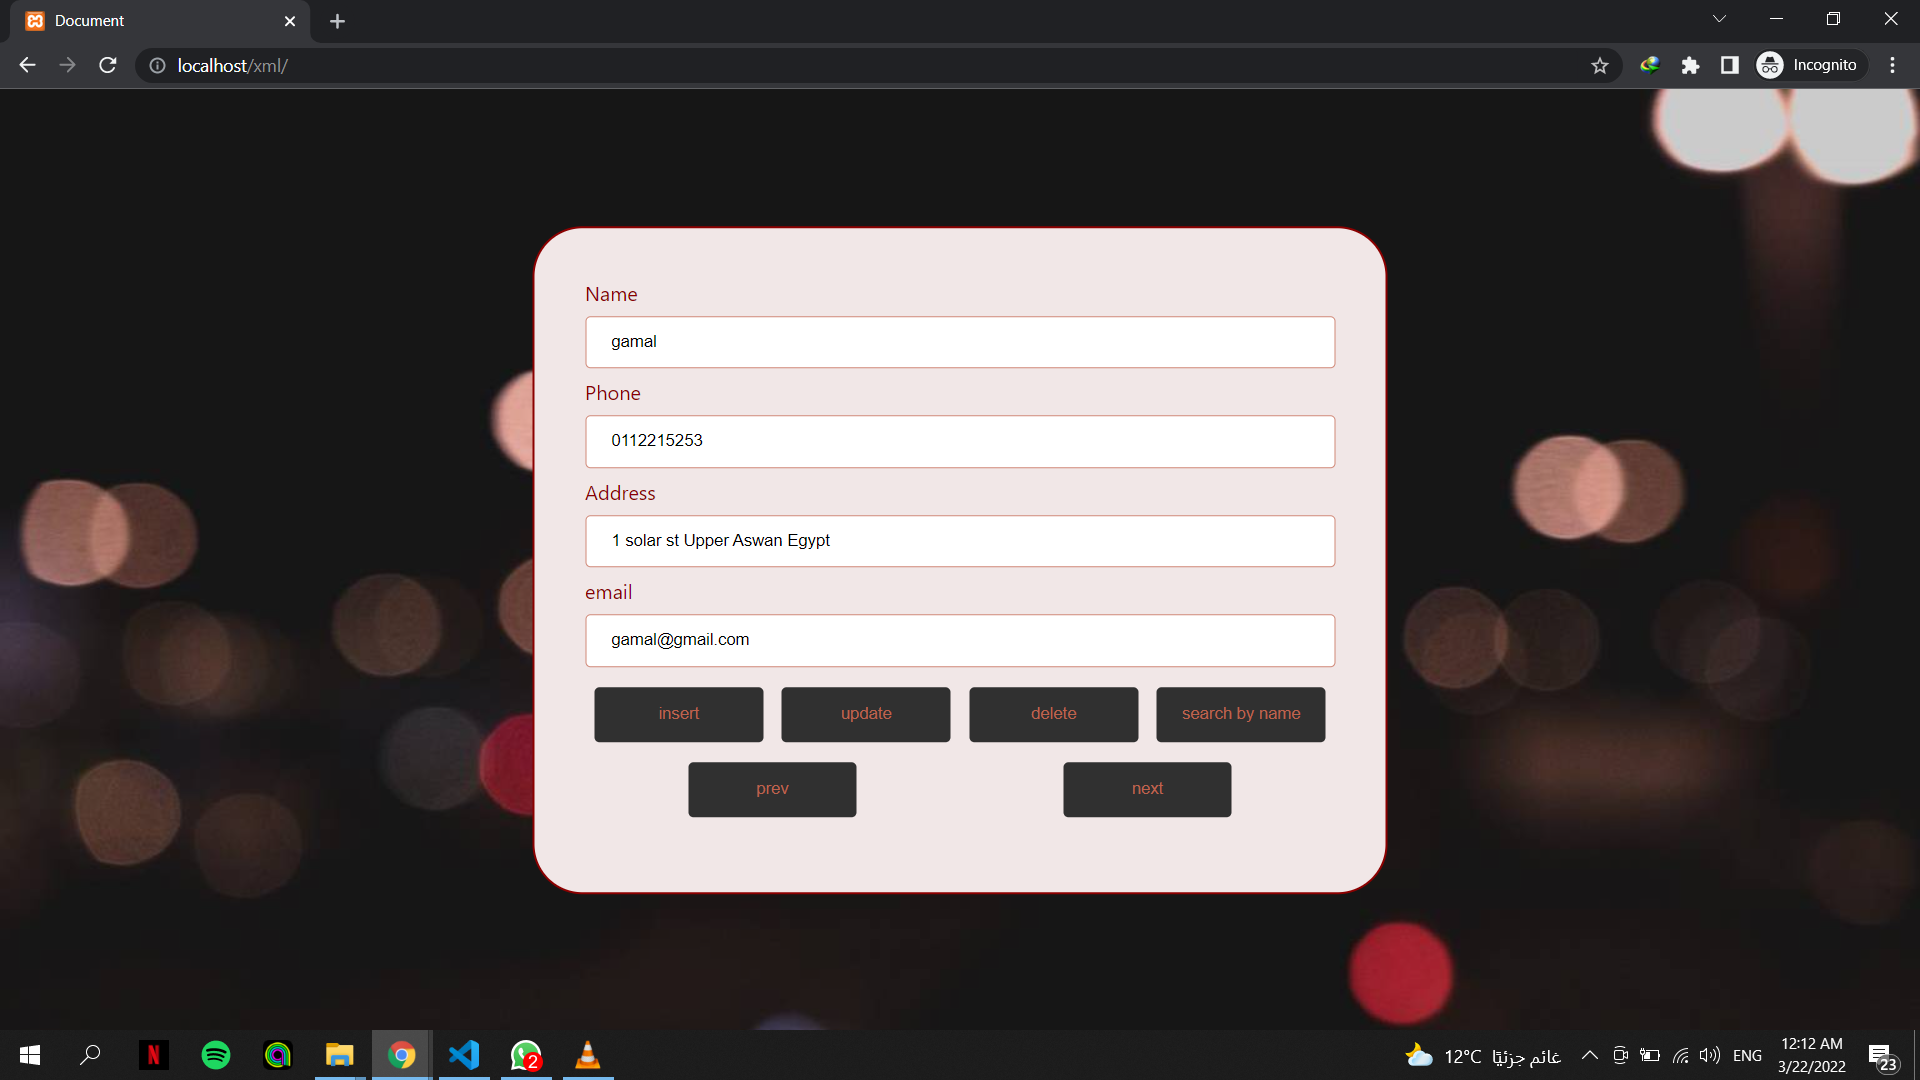 Document
localhost/xml/
Incognito
Name
gamal
Phone
0112215253
Address
1 solar st Upper Aswan Egypt
email
gamal@gmail.com
insert update delete search by name
prev next
N
2
12°C غائم جزئيًا
ENG
12:12 AM
3/22/2022
23